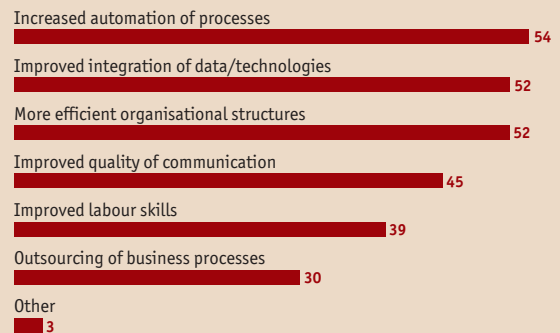 Increased automation of processes
54
Improved integration of data/technologies
52
More efficient organisational structures
52
Improved quality of communication
45
Improved labour skills
39
Outsourcing of business processes
30
Other
3